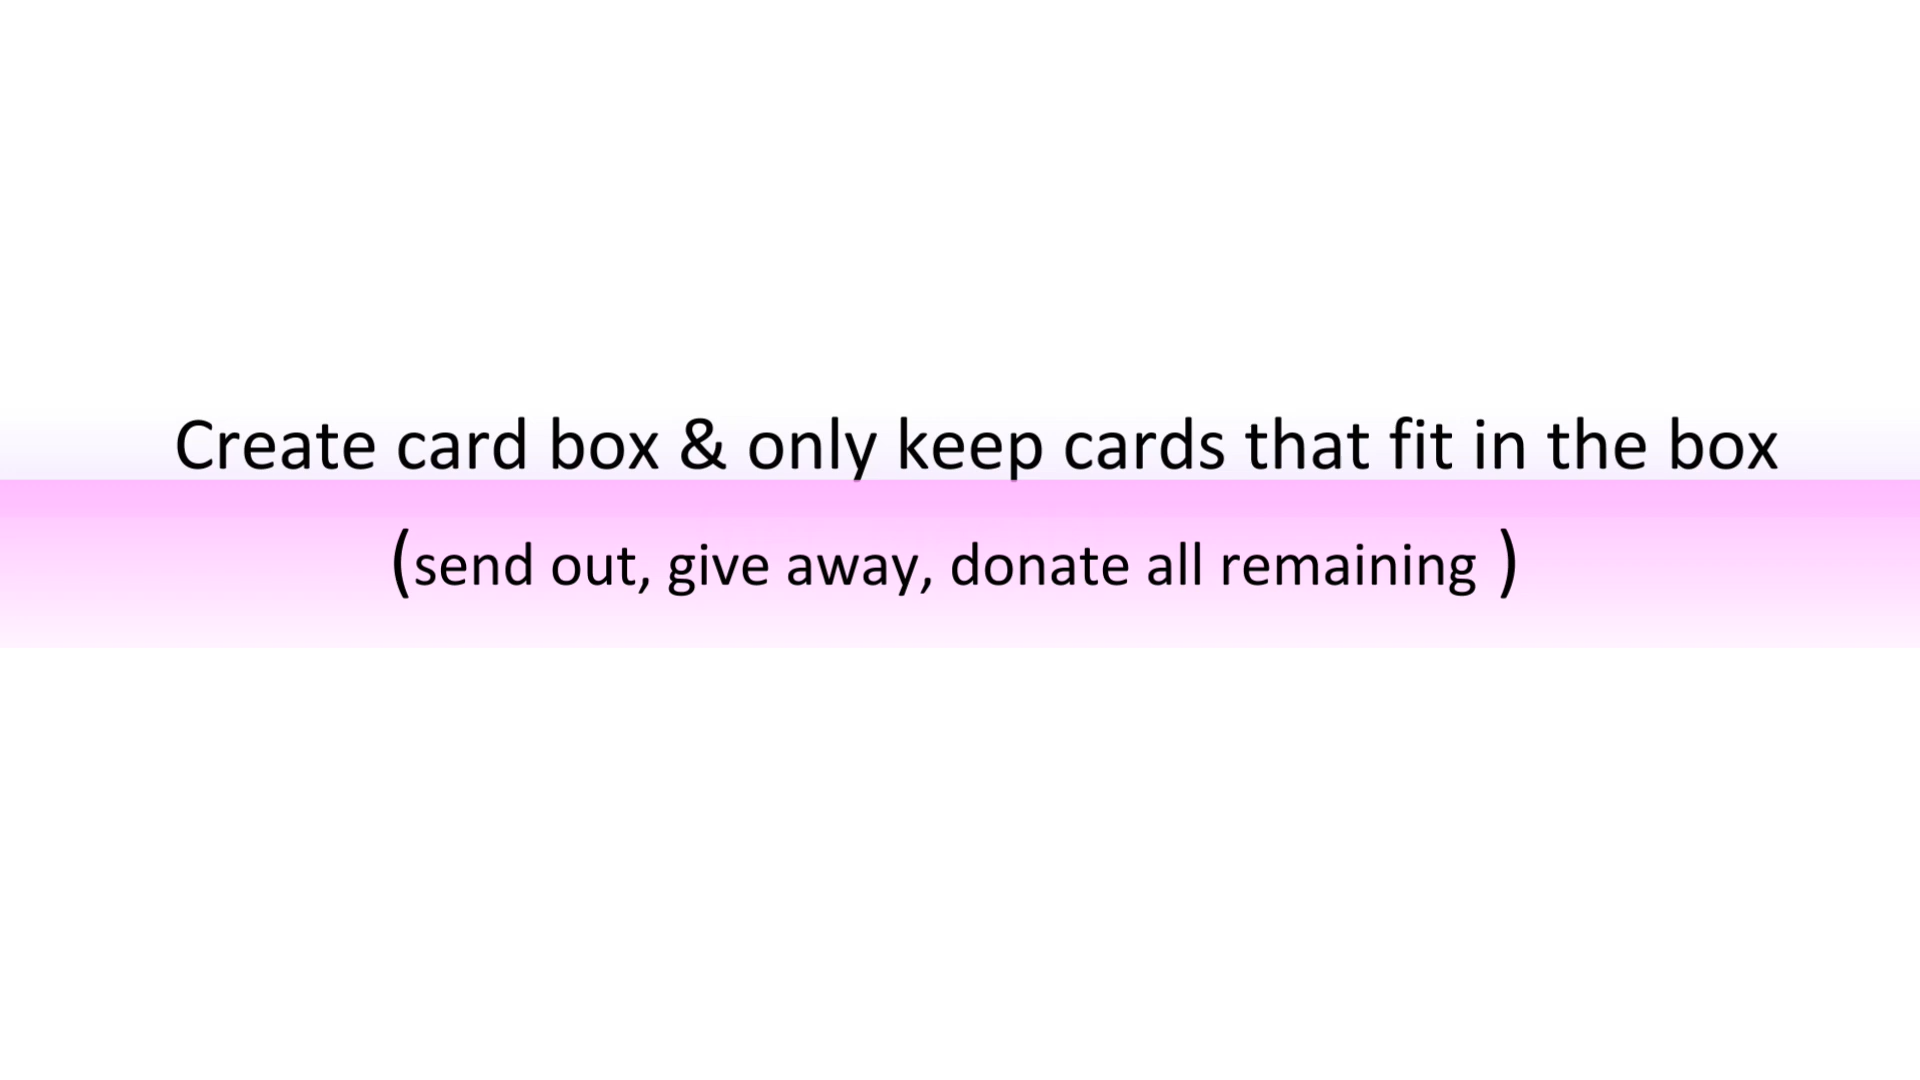 Create card box & only keep cards that fit in the box
(send out, give away, donate all remaining )